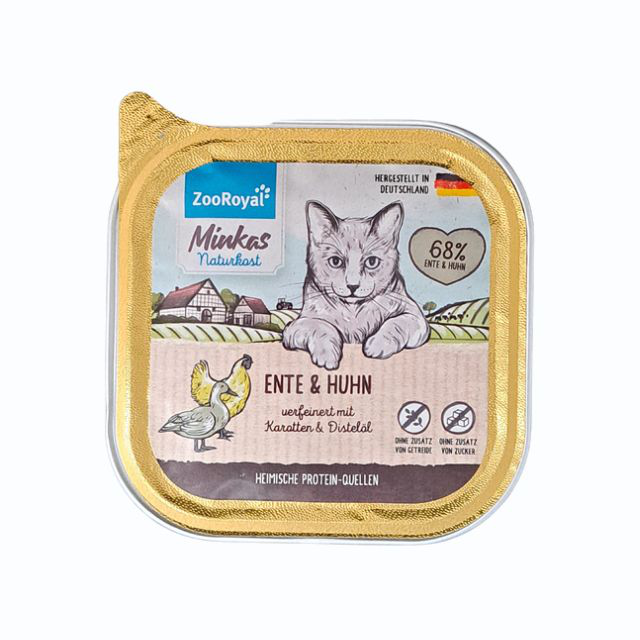 ZooRoyal
Minkas
Naturkost
HERGESTELLT IN
DEUTSCHLAND
68%
ENTE & HUHN
ENTE & HUHN
verfeinert mit
Karotten & Distelöl
OHNE ZUSATZ
VON GETREIDE
OHNE ZUSATZ
VON ZUCKER
HEIMISCHE PROTEIN-QUELLEN